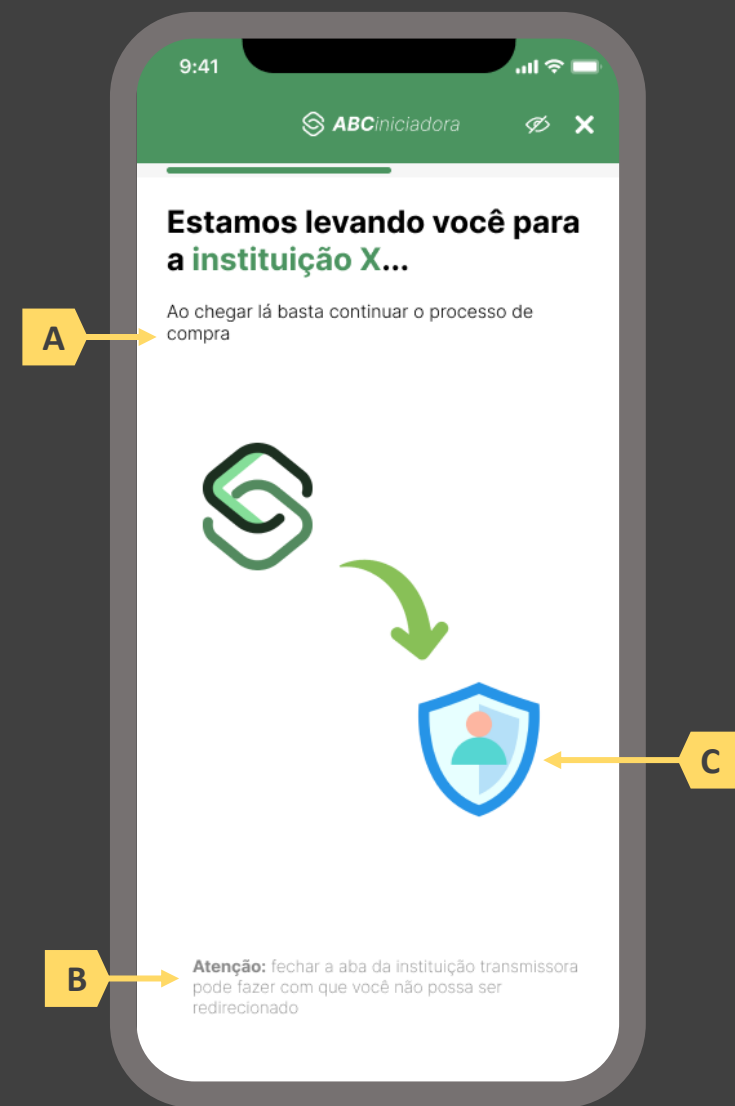 9:41
ABCiniciadora
Estamos levando você para
a instituição X...
Ao chegar lá basta continuar o processo de
compra
A
C
B
Atenção: fechar a aba da instituição transmissora
pode fazer com que você não possa ser
redirecionado